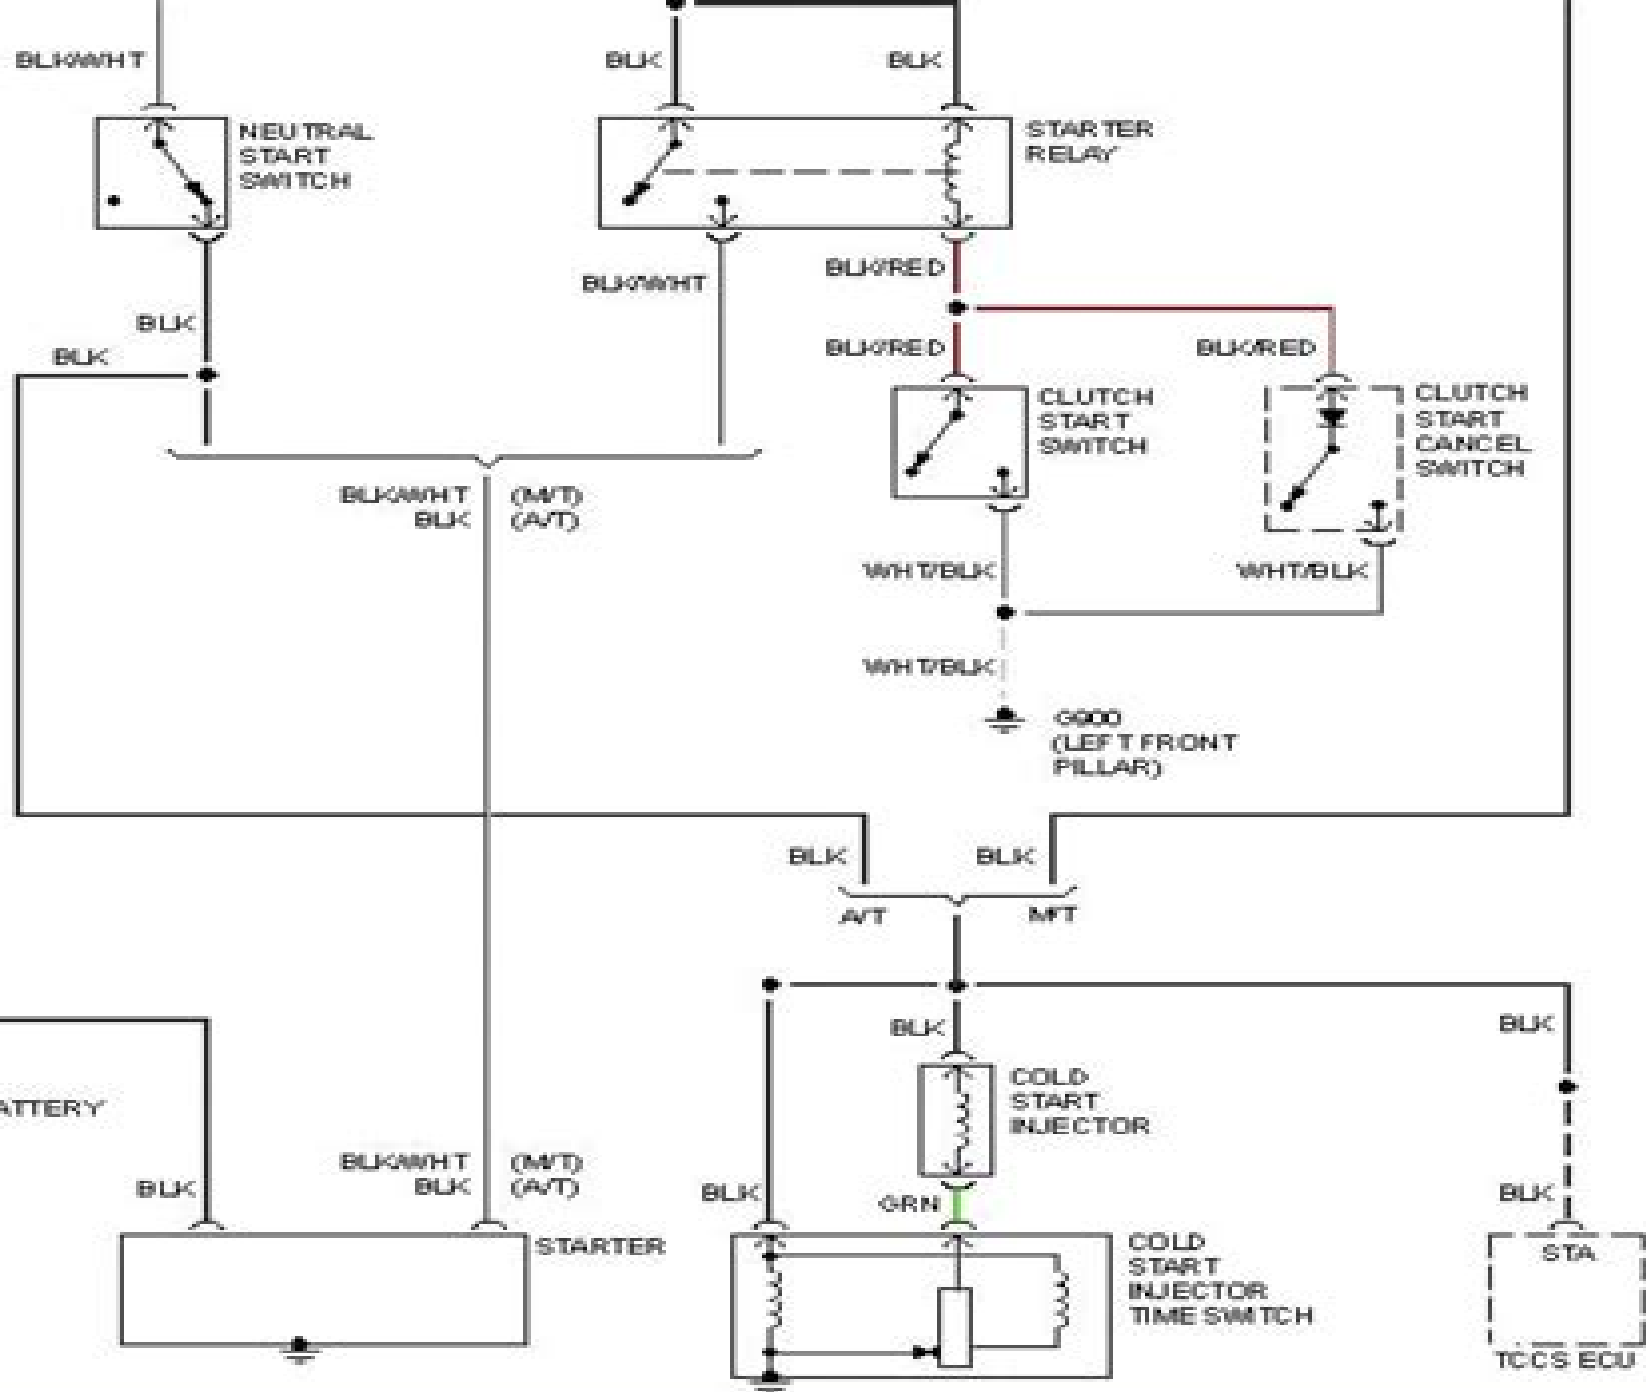 BLK/WHT
BLK
BLK
NEUTRAL
START
SWITCH
STARTER
RELAY
BLK/RED
BLK/WHT
BLK
BLK
BLK/RED
BLK/RED
CLUTCH
START
SWITCH
CLUTCH
START
CANCEL
SWITCH
BLK/WHT (M/T)
BLK (A/T)
WHT/BLK
WHT/BLK
WHT/BLK
(LEFT FRONT
PILLAR)
BLK
BLK
A/T
M/T
BLK
BLK
COLD
START
INJECTOR
ATTERY
BLK/WHT (M/T)
BLK (A/T)
BLK
BLK
GRN
BLK
STARTER
COLD
START
INJECTOR
TIME SWITCH
STA
TCCS ECU